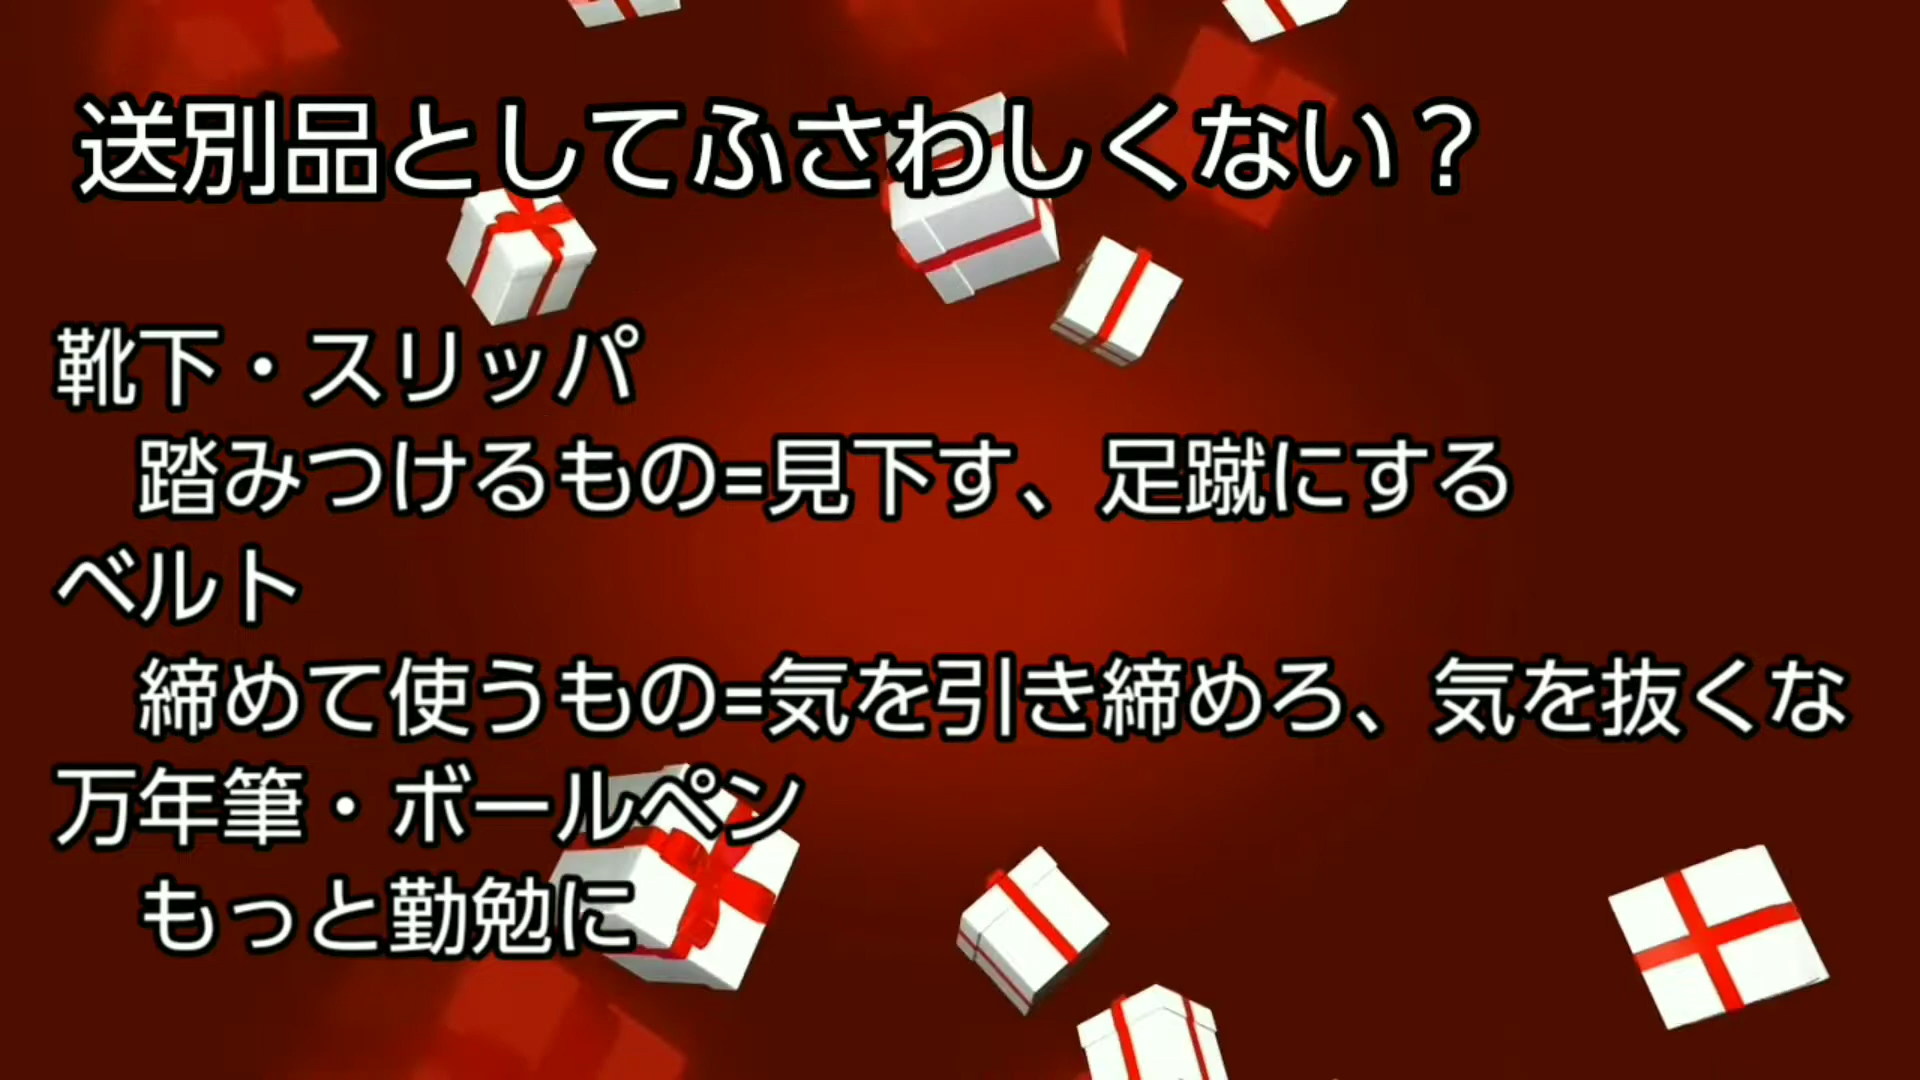 送別品としてふさわしくない？
靴下・スリッパ
踏みつけるもの=見下す、足蹴にする
ベルト
締めて使うもの=気を引き締めろ、気を抜くな
万年筆・ボールペン
もっと勤勉に